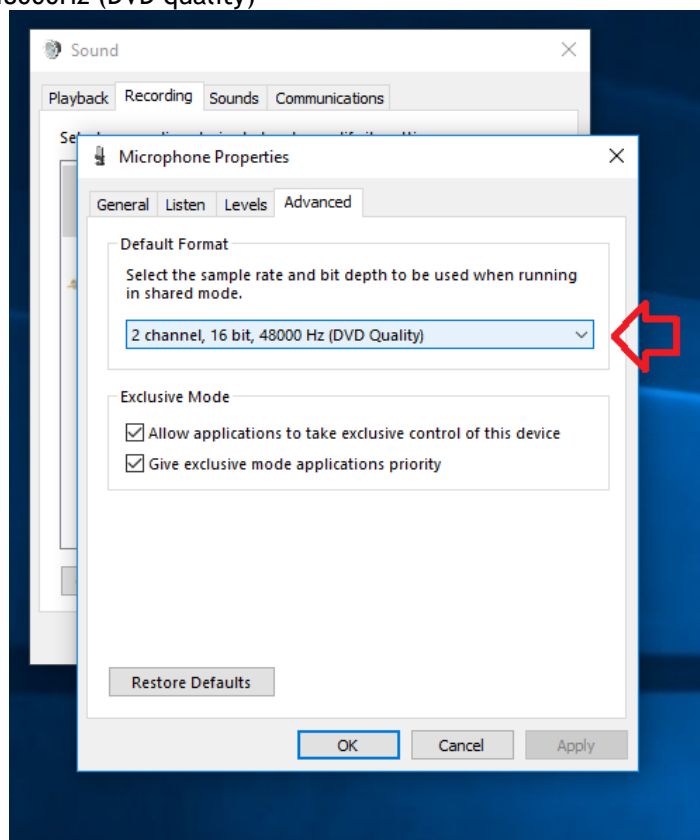 48000Hz (DVD quality)
Sound
Playback Recording Sounds Communications
Microphone Properties
General Listen Levels Advanced
Default Format
Select the sample rate and bit depth to be used when running
in shared mode.
2 channel, 16 bit, 48000 Hz (DVD Quality)
Exclusive Mode
Allow applications to take exclusive control of this device
Give exclusive mode applications priority
Restore Defaults
OK Cancel Apply